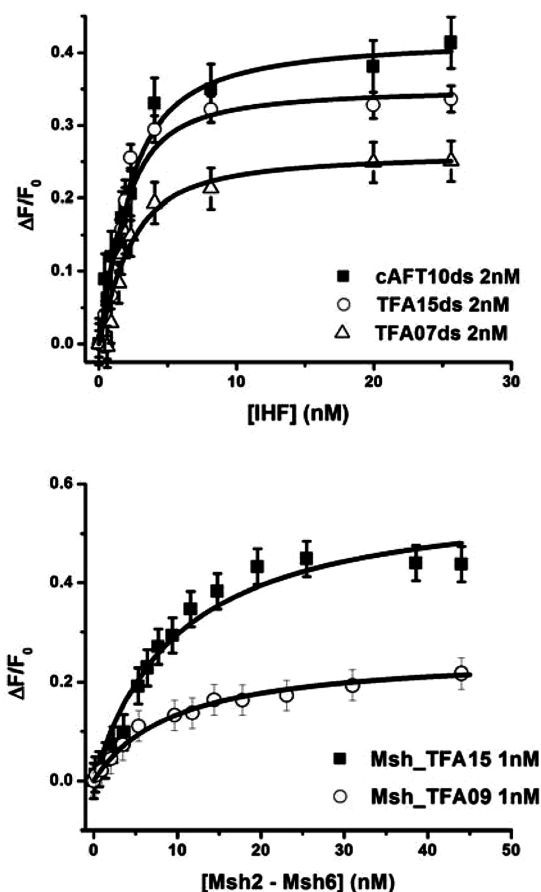 0.4
0.3
0.2
0.1
0.0
ΔF/F0
cAFT10ds 2nM
TFA15ds 2nM
TFA07ds 2nM
0 10 20 30
[IHF] (nM)
0.6
0.4
0.2
0.0
ΔF/F0
Msh_TFA15 1nM
Msh_TFA09 1nM
0 10 20 30 40 50
[Msh2 - Msh6] (nM)